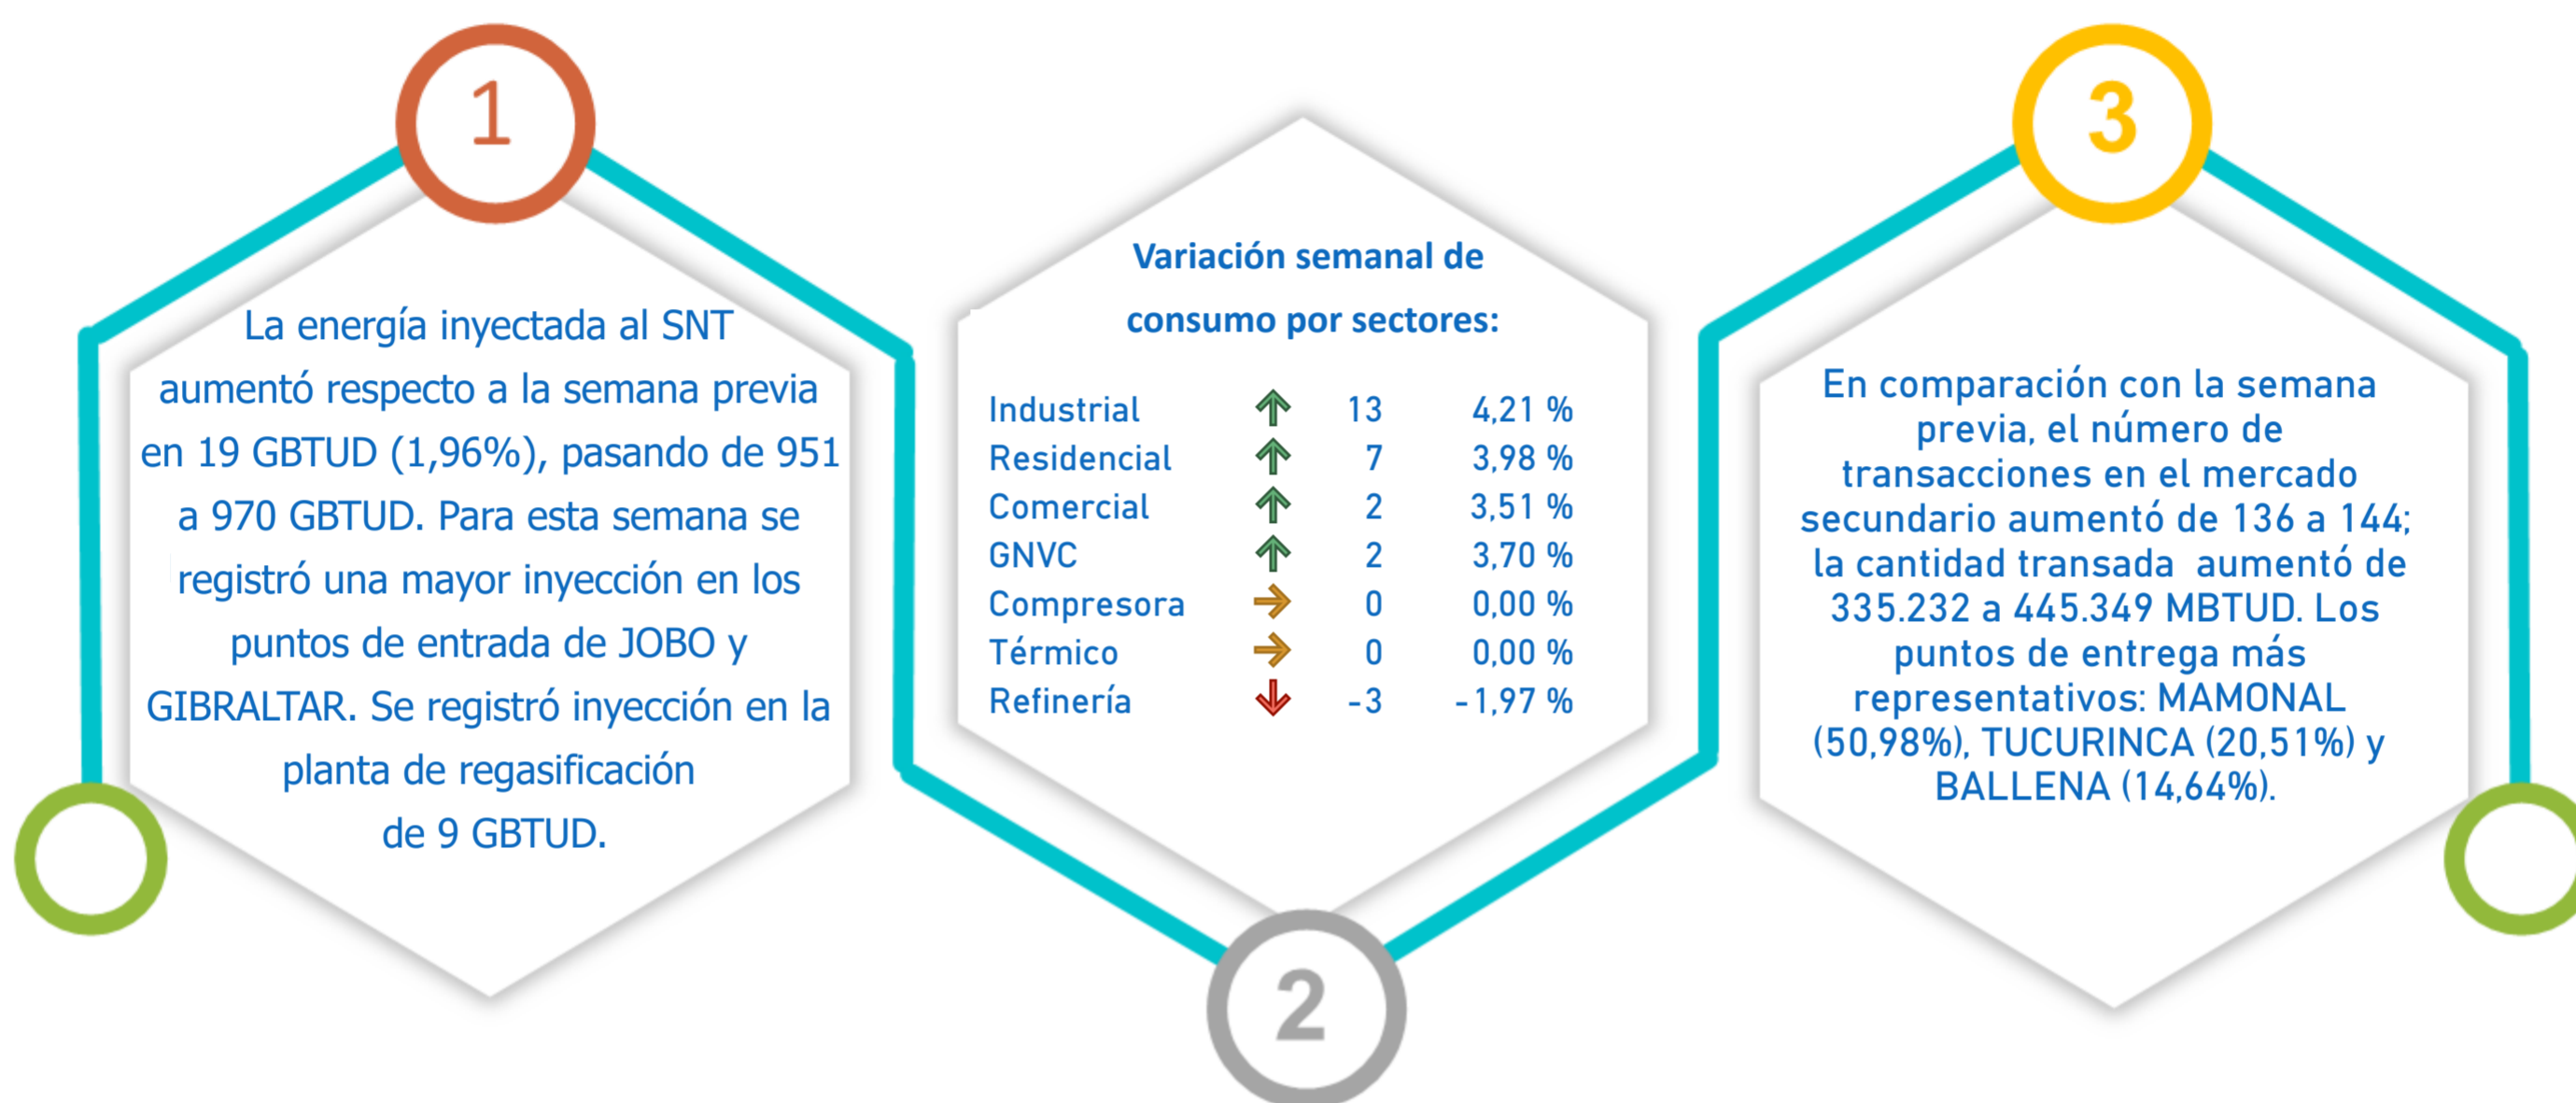 1
La energía inyectada al SNT
aumentó respecto a la semana previa
en 19 GBTUD (1,96%), pasando de 951
a 970 GBTUD. Para esta semana se
registró una mayor inyección en los
puntos de entrada de JOBO y
GIBRALTAR. Se registró inyección en la
planta de regasificación
de 9 GBTUD.
Variación semanal de
consumo por sectores:
Industrial 13 4,21 %
Residencial 7 3,98 %
Comercial 2 3,51 %
GNVC 2 3,70 %
Compresora 0 0,00 %
Térmico 0 0,00 %
Refinería -3 -1,97 %
2
3
En comparación con la semana
previa, el número de
transacciones en el mercado
secundario aumentó de 136 a 144;
la cantidad transada aumentó de
335.232 a 445.349 MBTUD. Los
puntos de entrega más
representativos: MAMONAL
(50,98%), TUCURINCA (20,51%) y
BALLENA (14,64%).